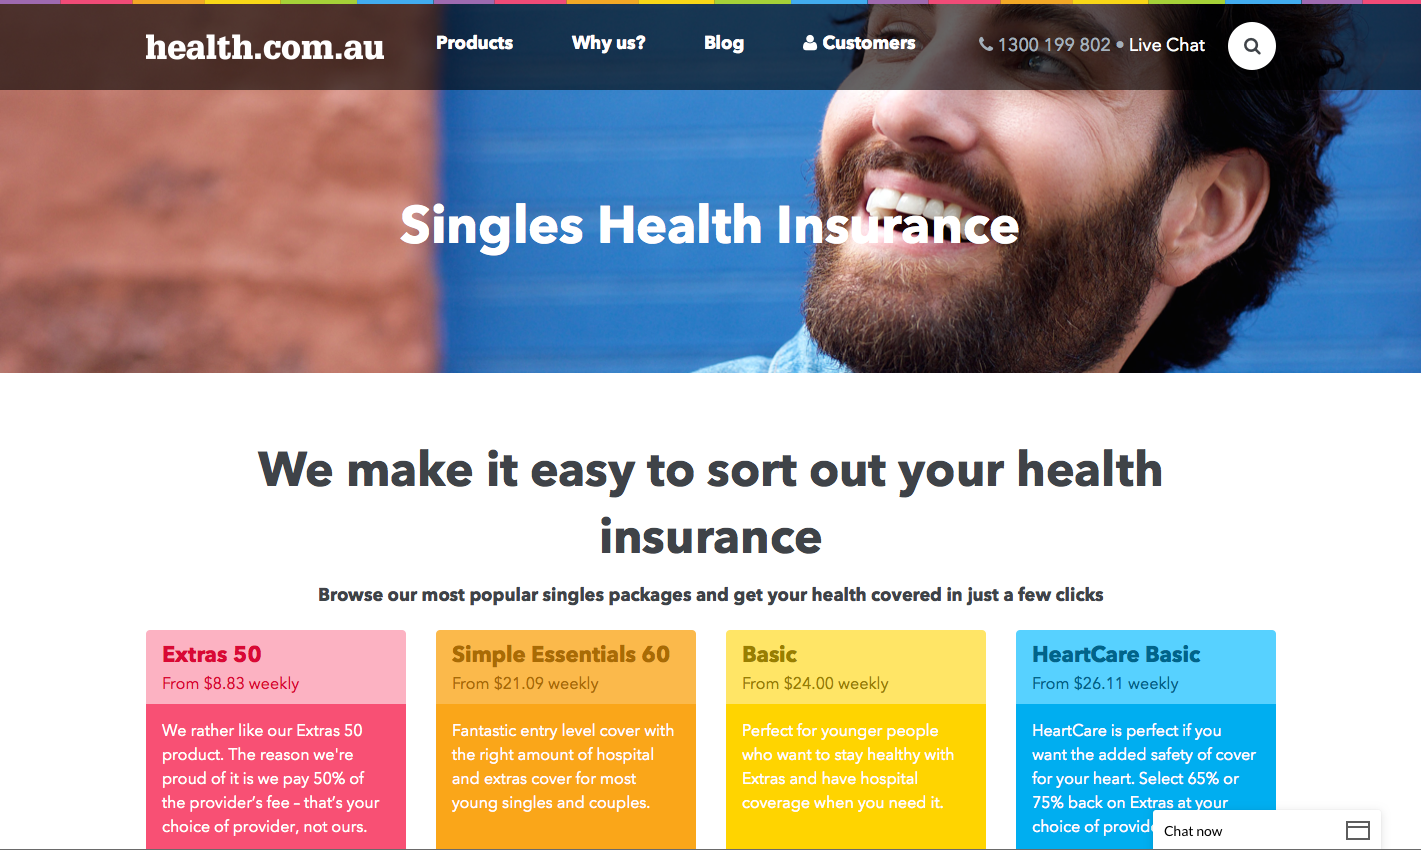 health.com.au
Products
Why us?
Blog
Customers
1300 199 802 • Live Chat
Singles Health Insurance
We make it easy to sort out your health
insurance
Browse our most popular singles packages and get your health covered in just a few clicks
Extras 50
From $8.83 weekly
We rather like our Extras 50
product. The reason we're
proud of it is we pay 50% of
the provider's fee – that's your
choice of provider, not ours.
Simple Essentials 60
From $21.09 weekly
Fantastic entry level cover with
the right amount of hospital
and extras cover for most
young singles and couples.
Basic
From $24.00 weekly
Perfect for younger people
who want to stay healthy with
Extras and have hospital
coverage when you need it.
HeartCare Basic
From $26.11 weekly
HeartCare is perfect if you
want the added safety of cover
for your heart. Select 65% or
75% back on Extras at your
choice of
Chat now